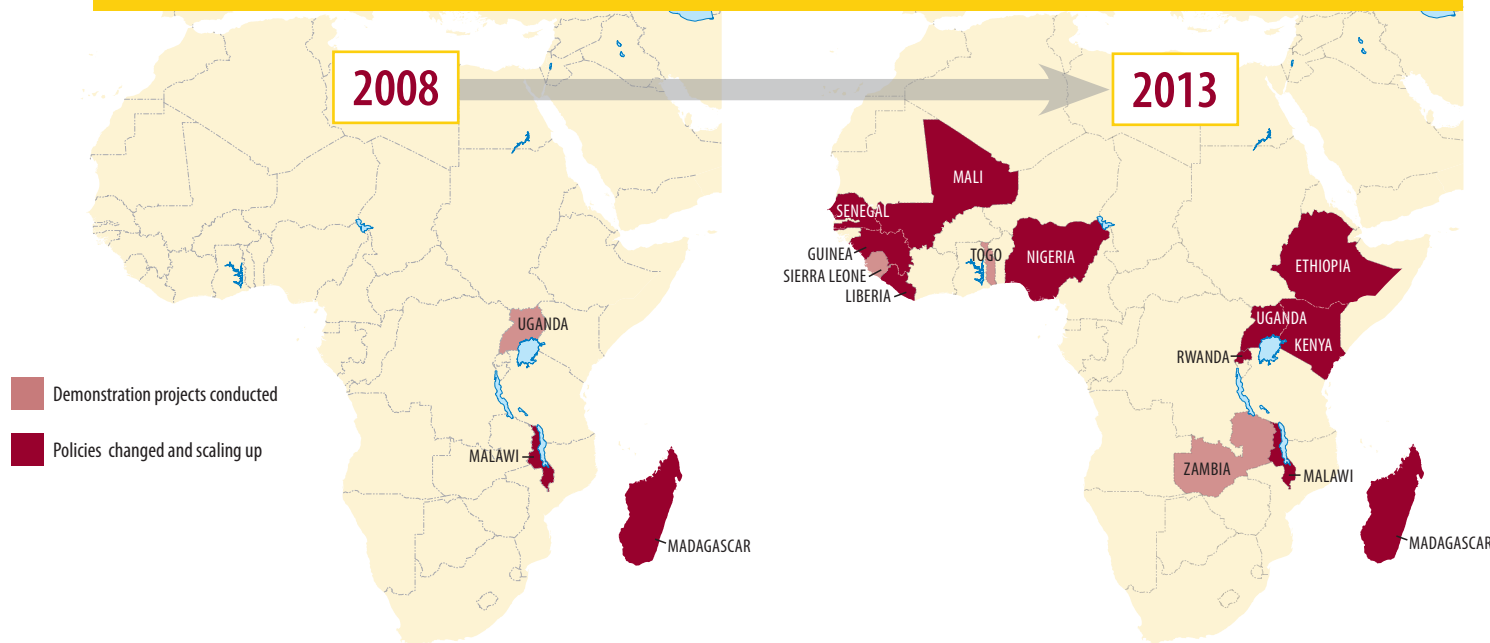 2008
UGANDA
MALAWI
MADAGASCAR
Demonstration projects conducted
Policies changed and scaling up
2013
MALI
SENEGAL
GUINEA
SIERRA LEONE
LIBERIA
TOGO
NIGERIA
ETHIOPIA
UGANDA
KENYA
RWANDA
ZAMBIA
MALAWI
MADAGASCAR